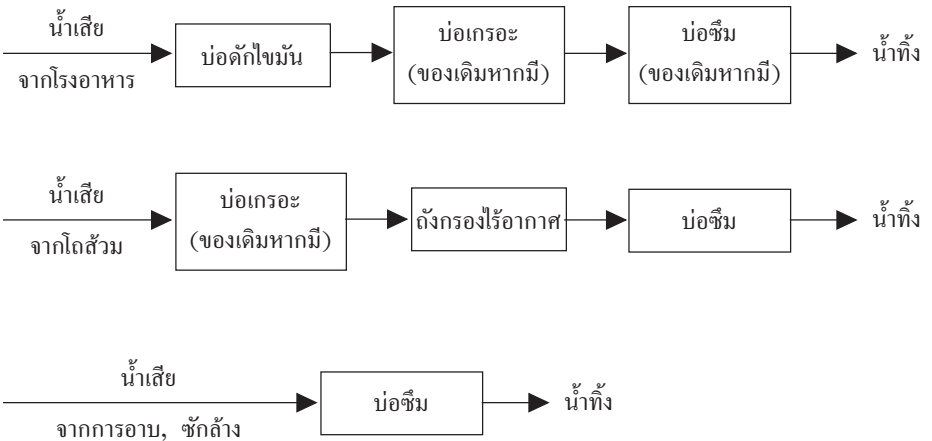 น้ำเสีย
จากโรงอาหาร
บ่อดักไขมัน
บ่อเกรอะ
(ของเดิมหากมี)
บ่อซึม
(ของเดิมหากมี)
น้ำทิ้ง
น้ำเสีย
จากโถส้วม
บ่อเกรอะ
(ของเดิมหากมี)
ถังกรองไร้อากาศ
บ่อซึม
น้ำทิ้ง
น้ำเสีย
จากการอาบ, ซักล้าง
บ่อซึม
น้ำทิ้ง